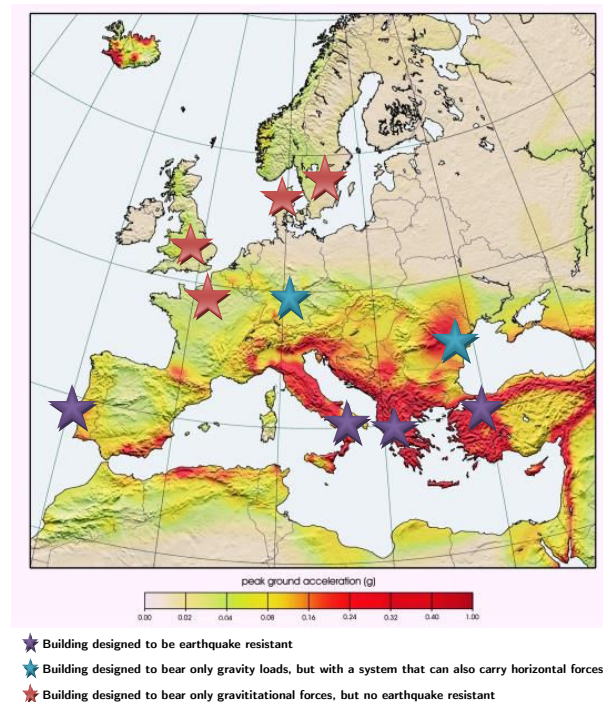 peak ground acceleration (g)
0.00 0.02 0.04 0.08 0.16 0.24 0.32 0.40 1.00
Building designed to be earthquake resistant
Building designed to bear only gravity loads, but with a system that can also carry horizontal forces
Building designed to bear only gravititational forces, but no earthquake resistant